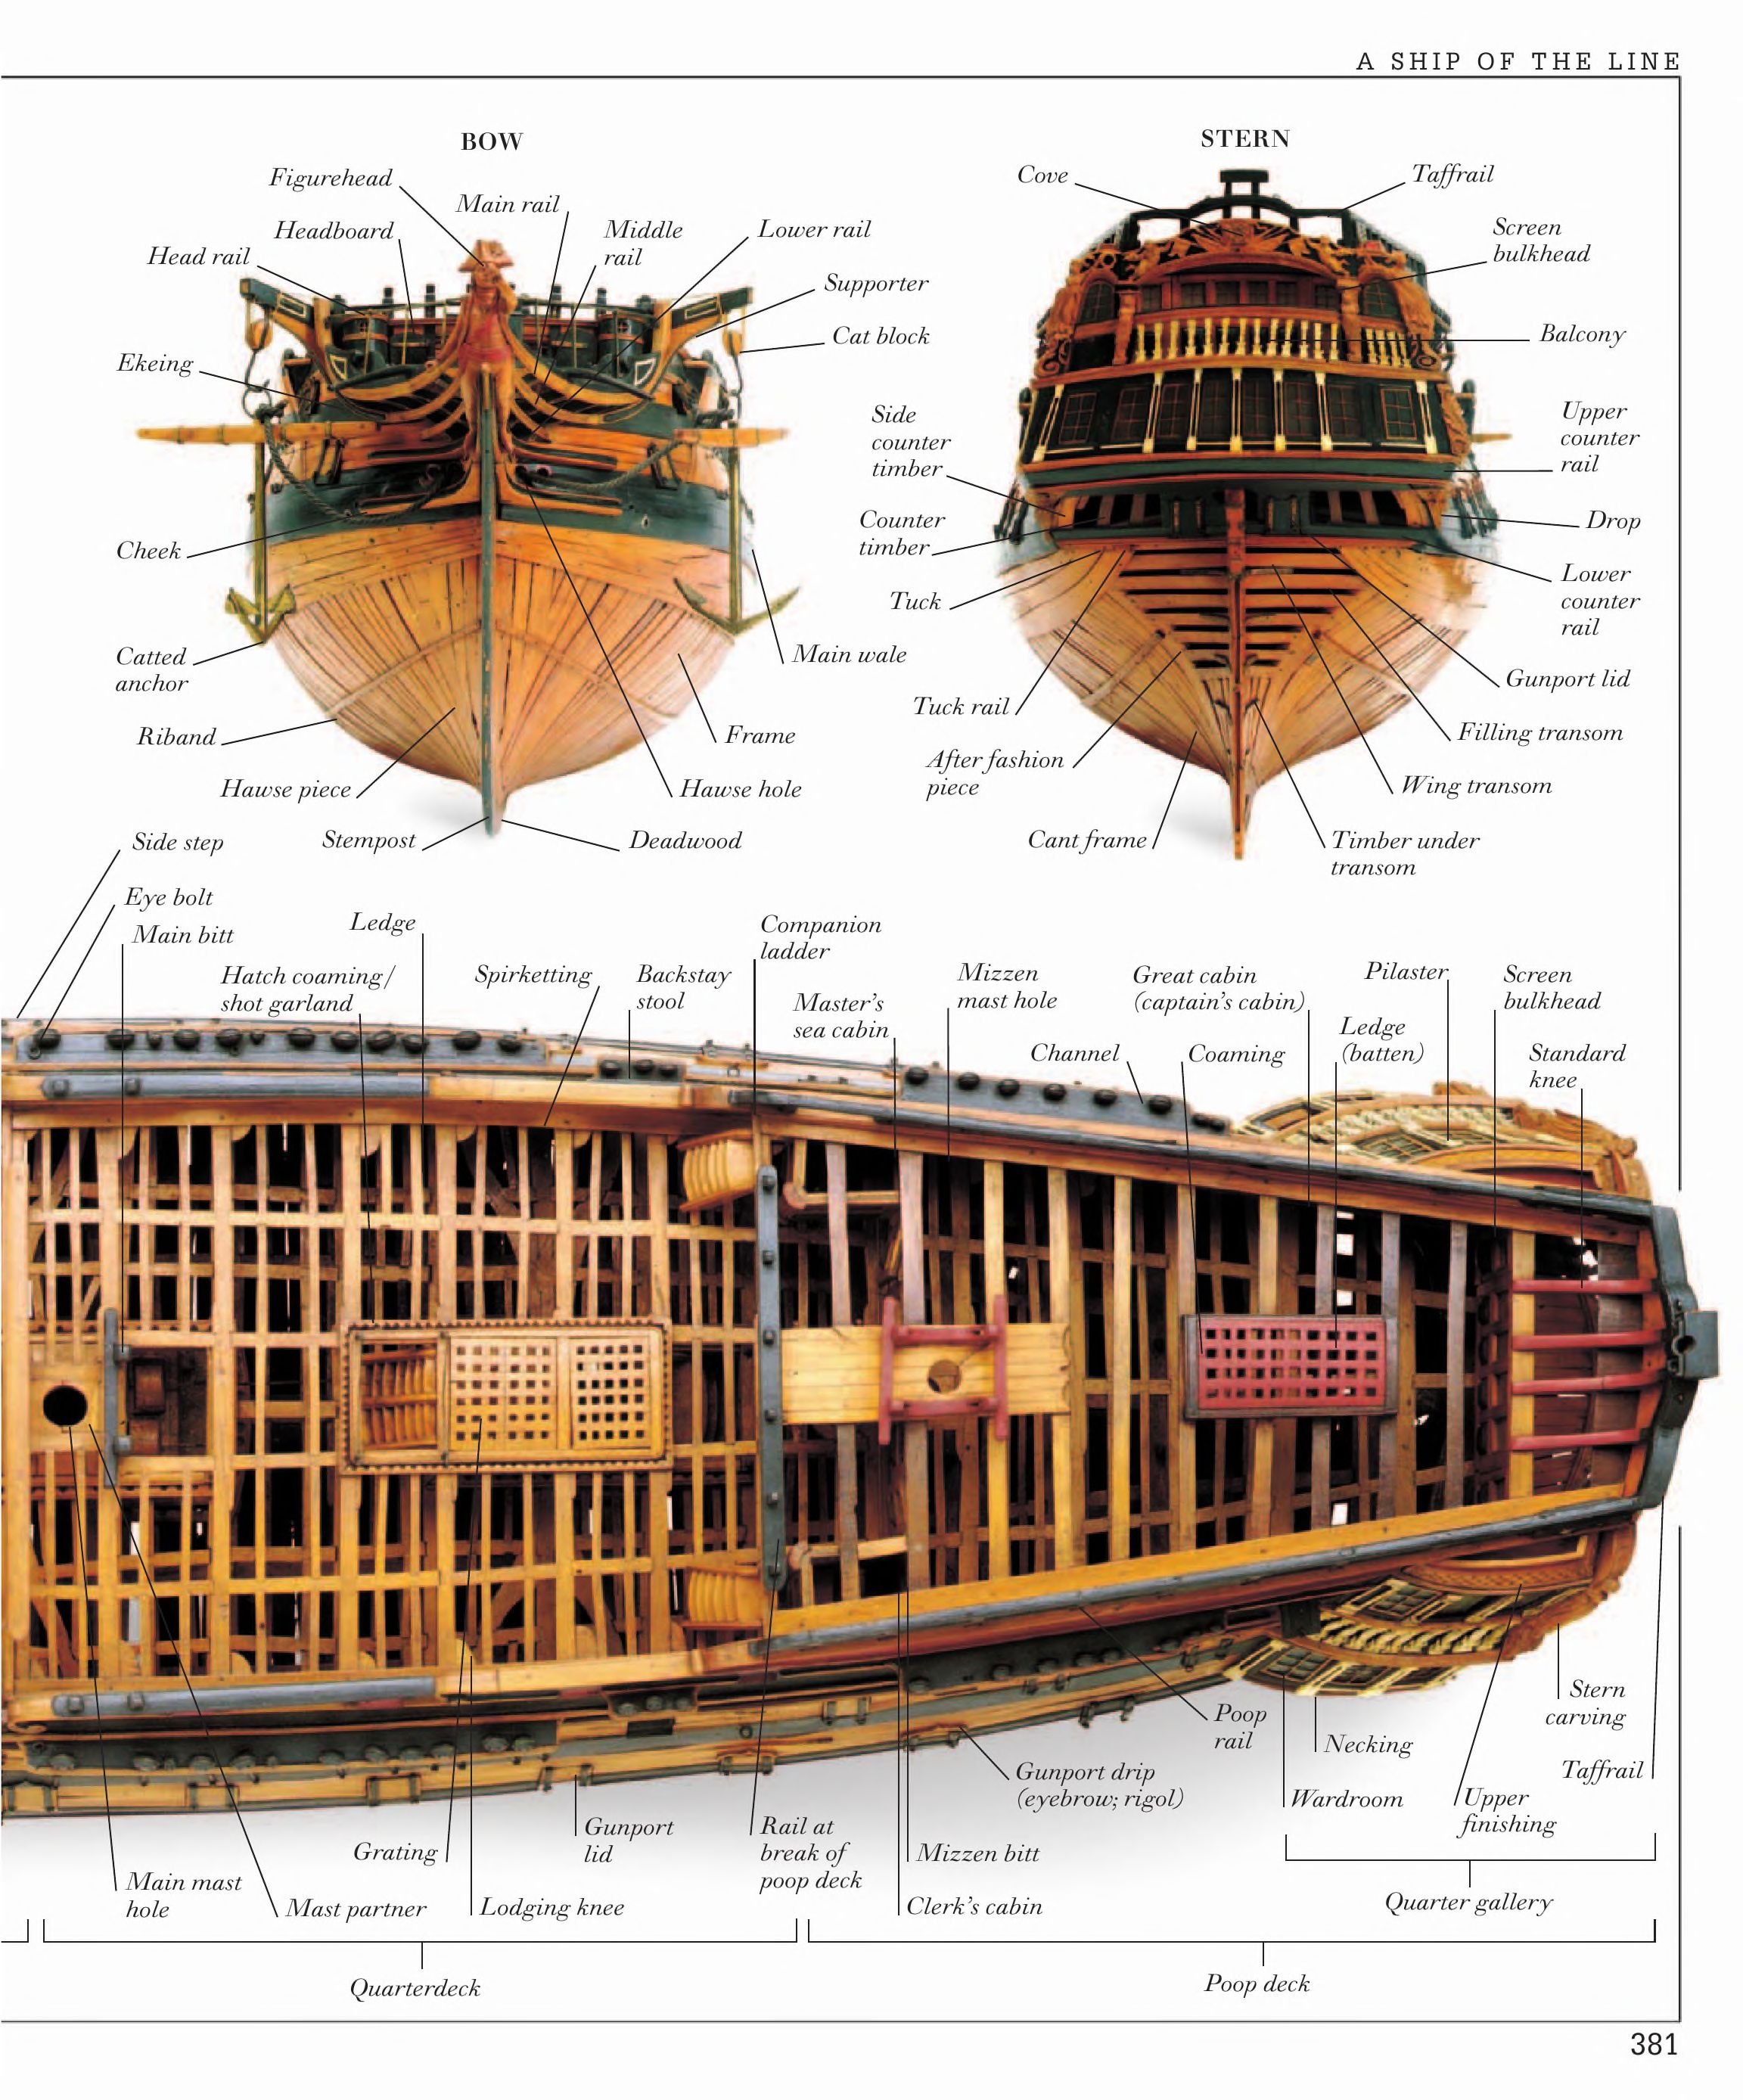 A SHIP OF THE LINE
BOW
Figurehead
Main rail
Headboard
Middle
rail
Lower rail
Head rail
Supporter
Cat block
Ekeing
Cheek
Catted
anchor
Main wale
Riband
Frame
Hawse piece
Hawse hole
Stempost
Deadwood
STERN
Cove
Taffrail
Screen
bulkhead
Balcony
Side
counter
timber
Upper
counter
rail
Counter
timber
Drop
Tuck
Lower
counter
rail
Gunport lid
Tuck rail
Filling transom
After fashion
piece
Wing transom
Cant frame
Timber under
transom
Side step
Eye bolt
Main bitt
Ledge
Hatch coaming/
shot garland
Spirketting
Backstay
stool
Companion
ladder
Master's
sea cabin
Mizzen
mast hole
Channel
Great cabin
(captain's cabin)
Coaming
Ledge
(batten)
Pilaster
Screen
bulkhead
Standard
knee
Stern
carving
Poop
rail
Necking
Taffrail
Gunport drip
(eyebrow; rigol)
Wardroom
Upper
finishing
Gunport
lid
Rail at
break of
poop deck
Grating
Mizzen bitt
Main mast
hole
Mast partner
Lodging knee
Clerk's cabin
Quarter gallery
Quarterdeck
Poop deck
381